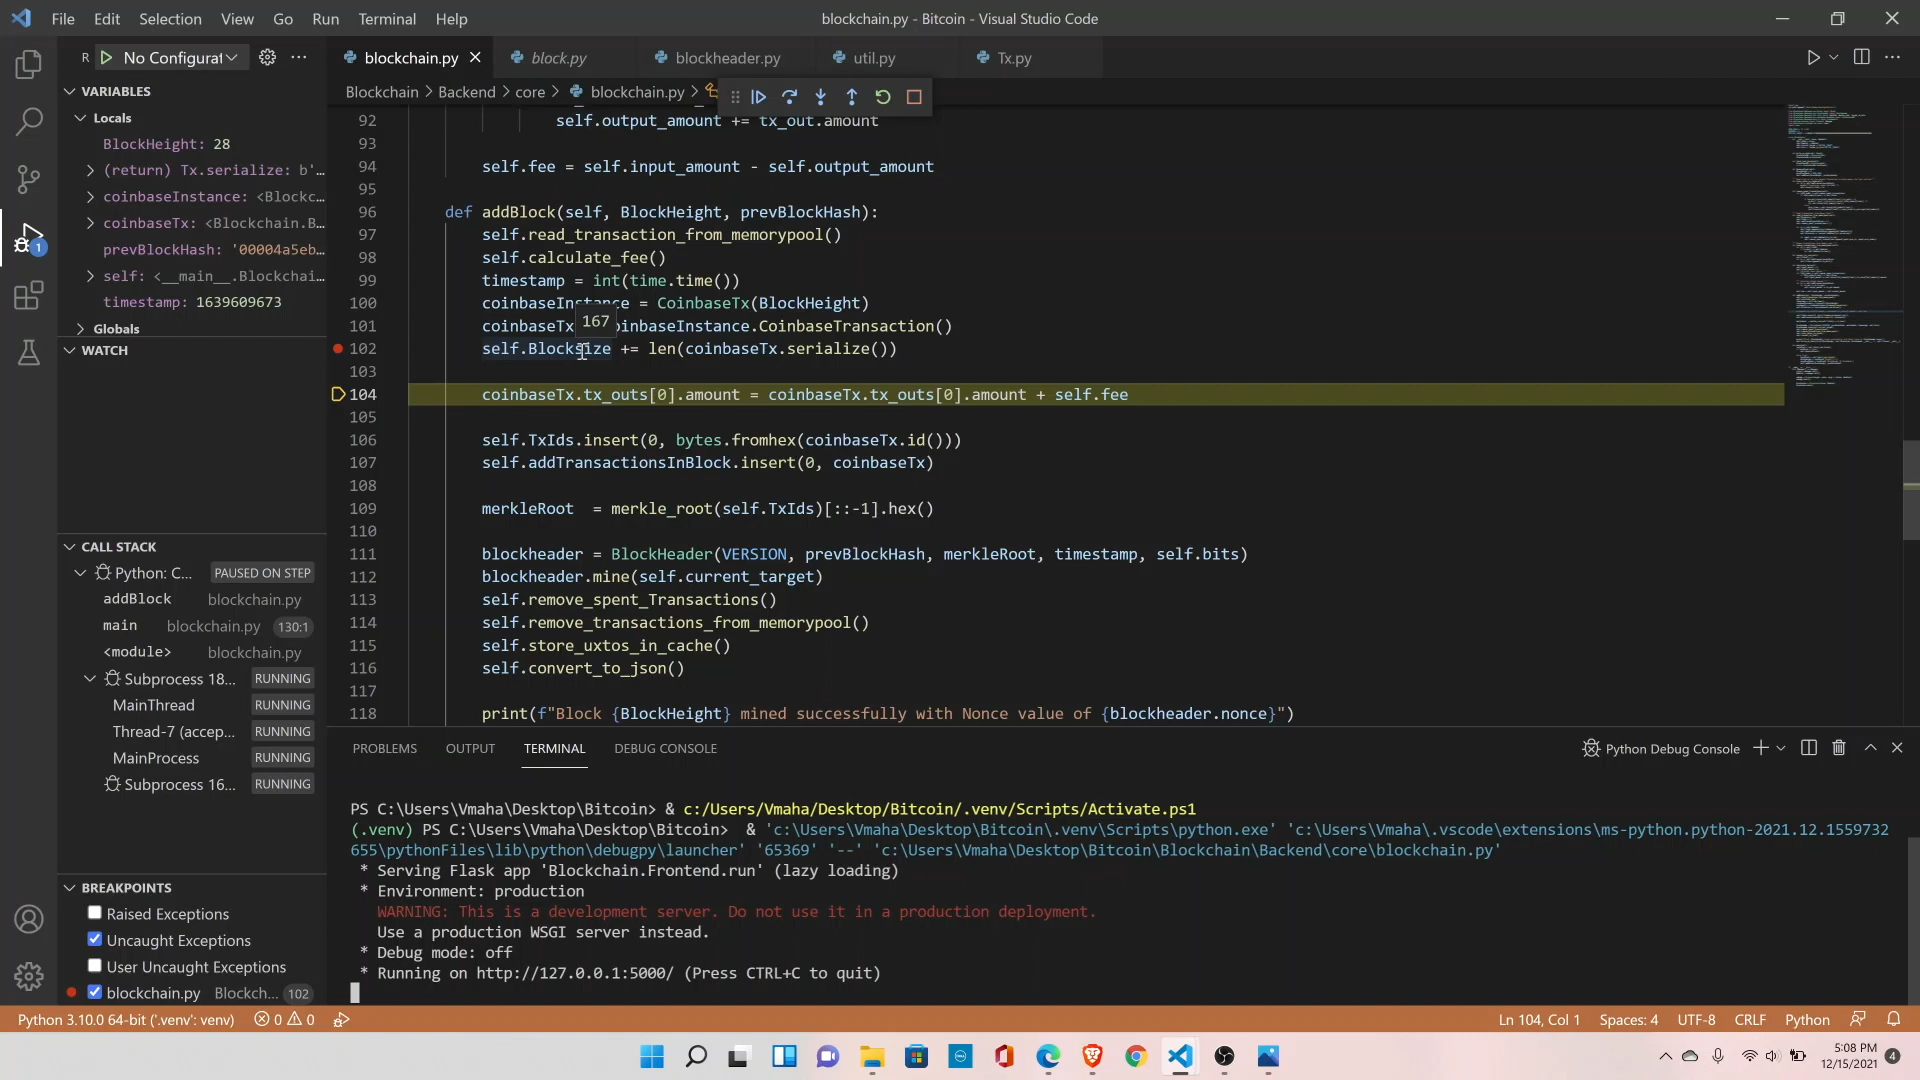 File Edit Selection View Go Run Terminal Help
blockchain.py - Bitcoin - Visual Studio Code
R No Configurat
blockchain.py block.py blockheader.py util.py Tx.py
Blockchain > Backend > core > blockchain.py >
VARIABLES
Locals
BlockHeight: 28
(return) Tx.serialize: b'...
coinbaseInstance: <Blockc...
coinbaseTx: <Blockchain.B...
prevBlockHash: '00004a5eb...
self: <__main__.Blockchai...
timestamp: 1639609673
Globals
WATCH
CALL STACK
Python: C... PAUSED ON STEP
addBlock blockchain.py
main blockchain.py 130:1
<module> blockchain.py
Subprocess 18... RUNNING
MainThread RUNNING
Thread-7 (accep... RUNNING
MainProcess RUNNING
Subprocess 16... RUNNING
BREAKPOINTS
Raised Exceptions
Uncaught Exceptions
User Uncaught Exceptions
blockchain.py Blockch... 102
1
92 self.output_amount += tx_out.amount
93
94 self.fee = self.input_amount - self.output_amount
95
96 def addBlock(self, BlockHeight, prevBlockHash):
97 self.read_transaction_from_memorypool()
98 self.calculate_fee()
99 timestamp = int(time.time())
100 coinbaseInstance = CoinbaseTx(BlockHeight)
167
101 coinbaseTx oinbaseInstance.CoinbaseTransaction()
102 self.Blocksize += len(coinbaseTx.serialize())
103
104 coinbaseTx.tx_outs[0].amount = coinbaseTx.tx_outs[0].amount + self.fee
105
106 self.TxIds.insert(0, bytes.fromhex(coinbaseTx.id()))
107 self.addTransactionsInBlock.insert(0, coinbaseTx)
108
109 merkleRoot  = merkle_root(self.TxIds)[::-1].hex()
110
111 blockheader = BlockHeader(VERSION, prevBlockHash, merkleRoot, timestamp, self.bits)
112 blockheader.mine(self.current_target)
113 self.remove_spent_Transactions()
114 self.remove_transactions_from_memorypool()
115 self.store_uxtos_in_cache()
116 self.convert_to_json()
117
118 print(f"Block {BlockHeight} mined successfully with Nonce value of {blockheader.nonce}")
PROBLEMS OUTPUT TERMINAL DEBUG CONSOLE
Python Debug Console
PS C:\Users\Vmaha\Desktop\Bitcoin> & c:/Users/Vmaha/Desktop/Bitcoin/.venv/Scripts/Activate.ps1
(.venv) PS C:\Users\Vmaha\Desktop\Bitcoin>  & 'c:\Users\Vmaha\Desktop\Bitcoin\.venv\Scripts\python.exe' 'c:\Users\Vmaha\.vscode\extensions\ms-python.python-2021.12.1559732
655\pythonFiles\lib\python\debugpy\launcher' '65369' '--' 'c:\Users\Vmaha\Desktop\Bitcoin\Blockchain\Backend\core\blockchain.py'
* Serving Flask app 'Blockchain.Frontend.run' (lazy loading)
* Environment: production
WARNING: This is a development server. Do not use it in a production deployment.
Use a production WSGI server instead.
* Debug mode: off
* Running on http://127.0.0.1:5000/ (Press CTRL+C to quit)
Python 3.10.0 64-bit ('.venv': venv) 0 0
Ln 104, Col 1 Spaces: 4 UTF-8 CRLF Python
5:08 PM
12/15/2021
4